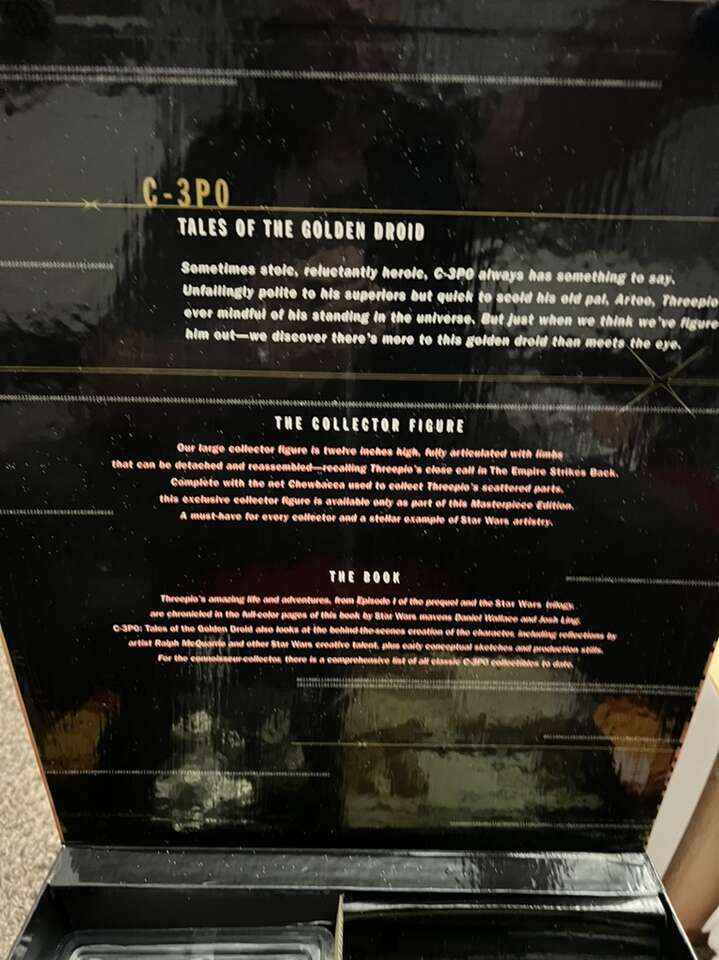 C-3PO
TALES OF THE GOLDEN DROID
Sometimes stoic, reluctantly heroic, C-3PO always has something to say.
Unfailingly polite to his superiors but quick to scold his old pal, Artoo, Threepio
ever mindful of his standing in the universe. But just when we think we've figure
him out—we discover there's more to this golden droid than meets the eye.
THE COLLECTOR FIGURE
Our large collector figure is twelve inches high, fully articulated with limbs
that can be detached and reassembled—recalling Threepio's close call in The Empire Strikes Back.
Complete with the net Chewbacca used to collect Threepio's scattered parts,
this exclusive collector figure is available only as part of this Masterpiece Edition.
A must-have for every collector and a stellar example of Star Wars artistry.
THE BOOK
Threepio's amazing life and adventures, from Episode I of the prequel and the Star Wars trilogy,
are chronicled in the full-color pages of this book by Star Wars mavens Daniel Wallace and Josh Ling.
C-3PO: Tales of the Golden Droid also looks at the behind-the-scenes creation of the character, including reflections by
artist Ralph McQuarrie and other Star Wars creative talent, plus early conceptual sketches and production stills.
For the connoisseur-collector, there is a comprehensive list of all classic C-3PO collectibles to date.